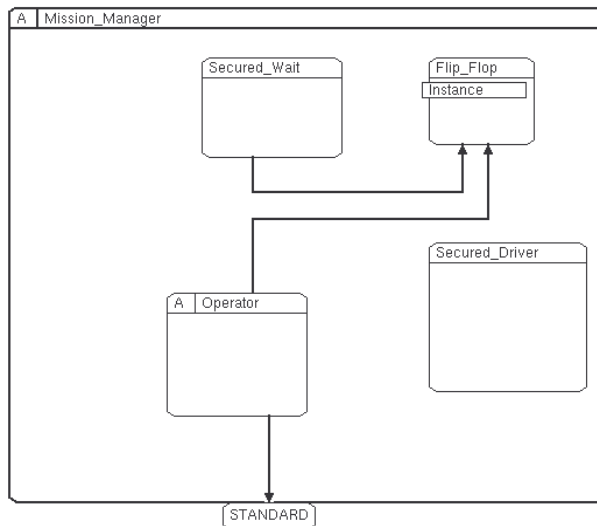 A Mission_Manager
Secured_Wait
Flip_Flop
Instance
Secured_Driver
A Operator
STANDARD